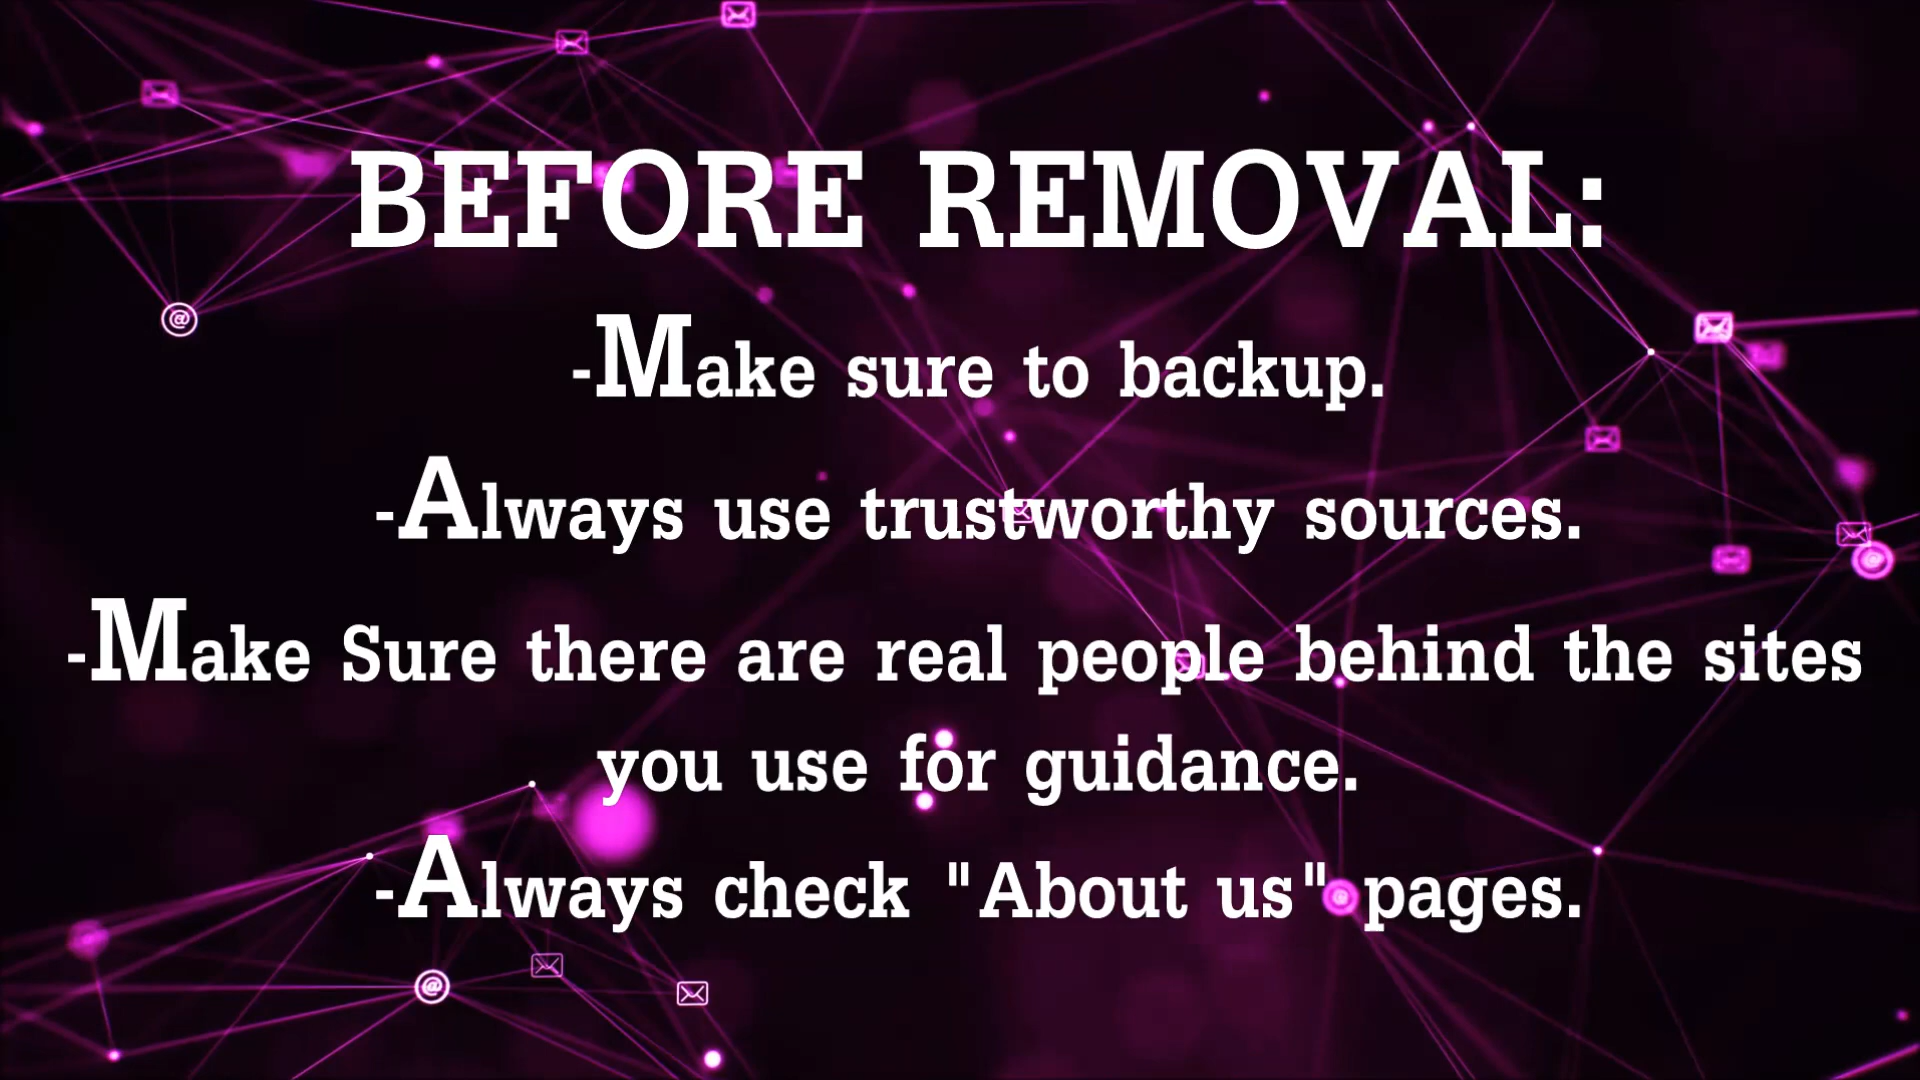 BEFORE REMOVAL:
-Make sure to backup.
-Always use trustworthy sources.
-Make Sure there are real people behind the sites
you use for guidance.
-Always check "About us" pages.